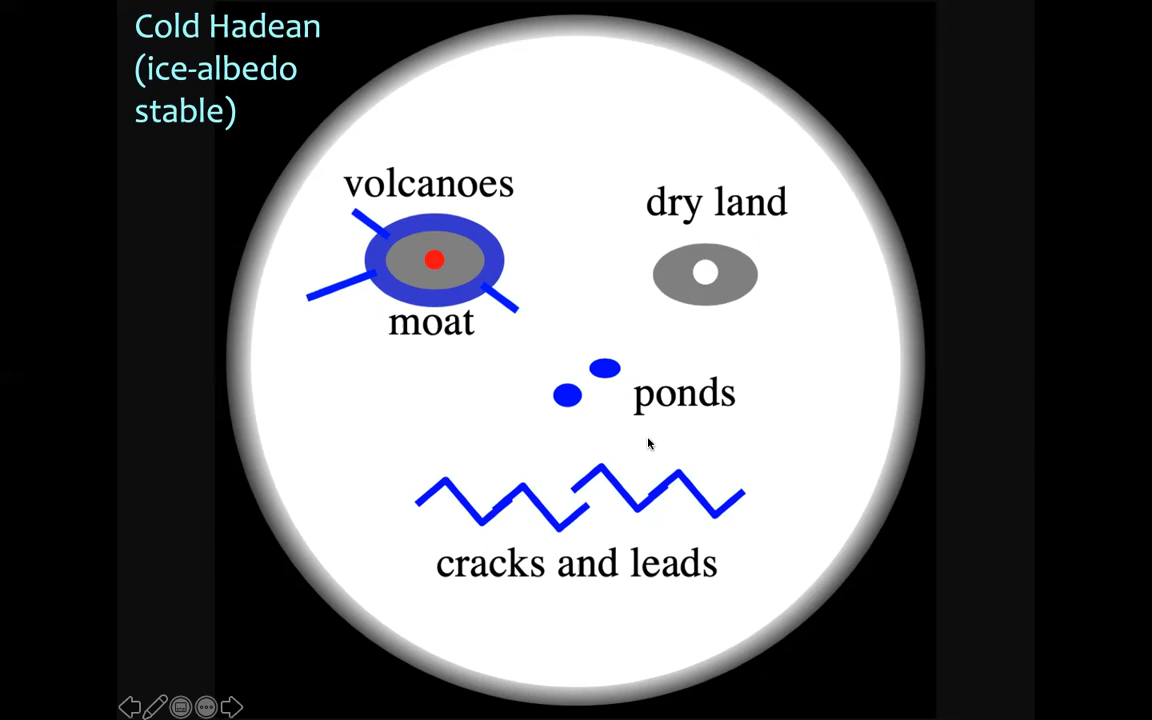 Cold Hadean
(ice-albedo
stable)
volcanoes
dry land
moat
ponds
cracks and leads